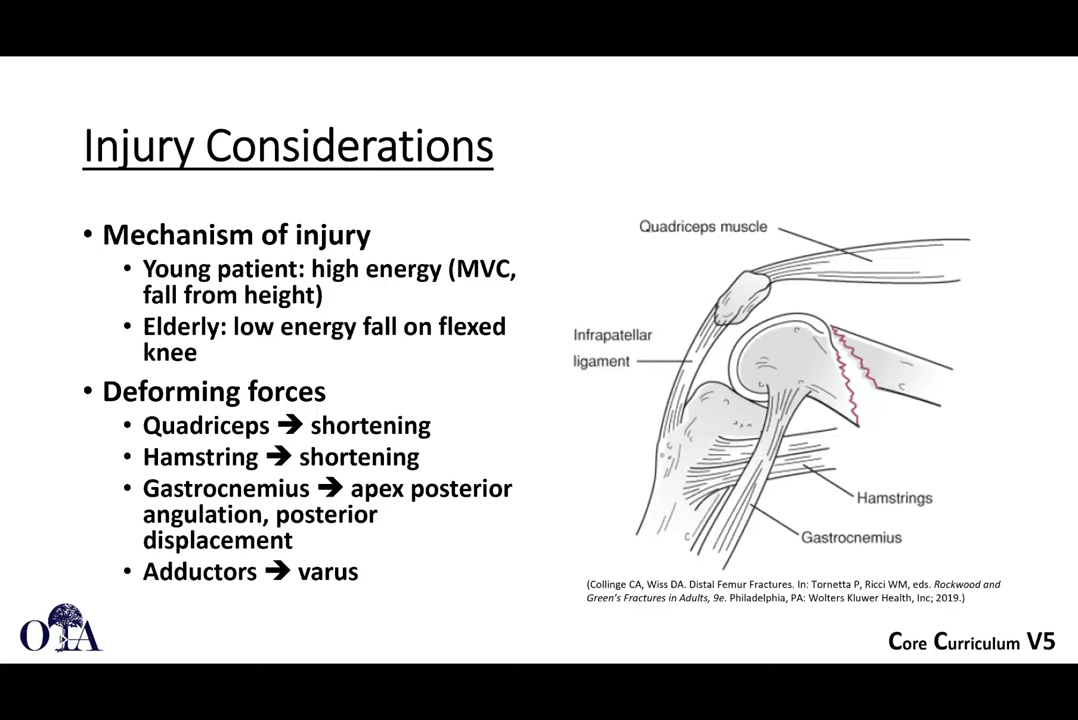 Injury Considerations
• Mechanism of injury
• Young patient: high energy (MVC,
fall from height)
• Elderly: low energy fall on flexed
knee
• Deforming forces
• Quadriceps 🡪 shortening
• Hamstring 🡪 shortening
• Gastrocnemius 🡪 apex posterior
angulation, posterior
displacement
• Adductors 🡪 varus
Quadriceps muscle
Infrapatellar
ligament
Hamstrings
Gastrocnemius
(Collinge CA, Wiss DA. Distal Femur Fractures. In: Tornetta P, Ricci WM, eds. Rockwood and
Green's Fractures in Adults, 9e. Philadelphia, PA: Wolters Kluwer Health, Inc; 2019.)
OTA
Core Curriculum V5